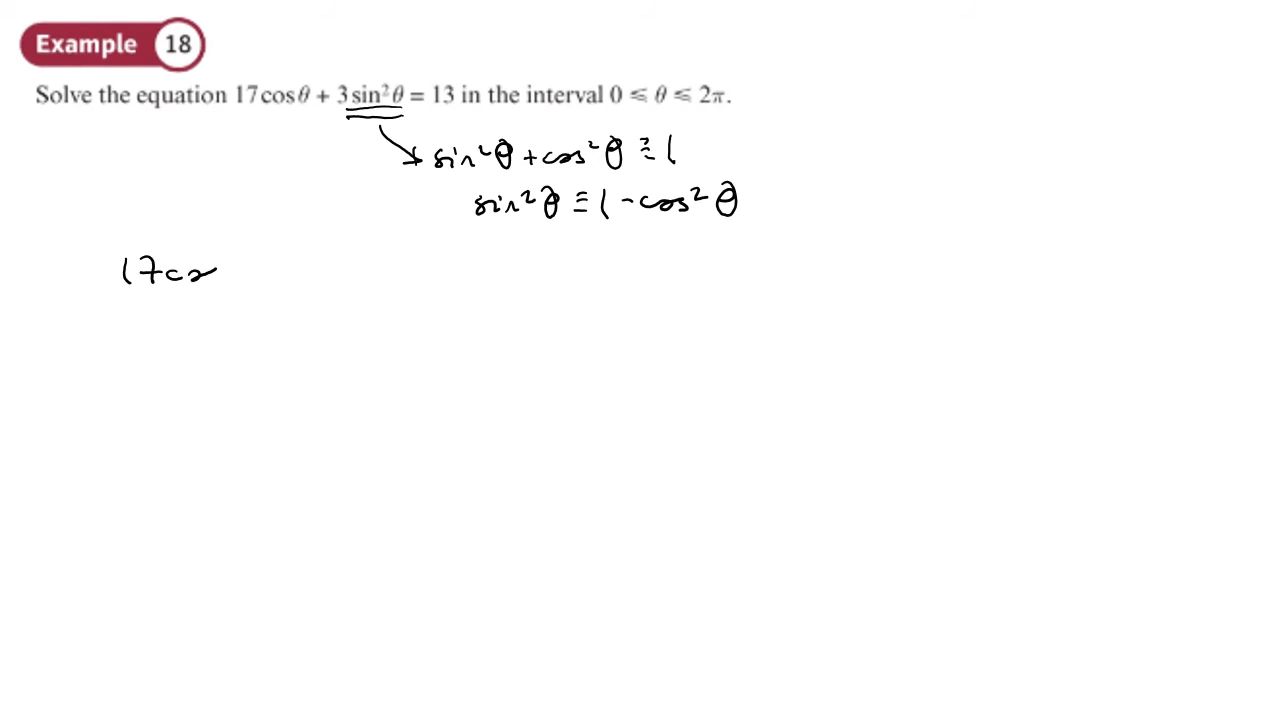 Example 18
Solve the equation 17 cos θ + 3 sin² θ = 13 in the interval 0 ⩽ θ ⩽ 2π.
sin² θ + cos² θ ≡ 1
sin² θ ≡ 1 - cos² θ
17cos